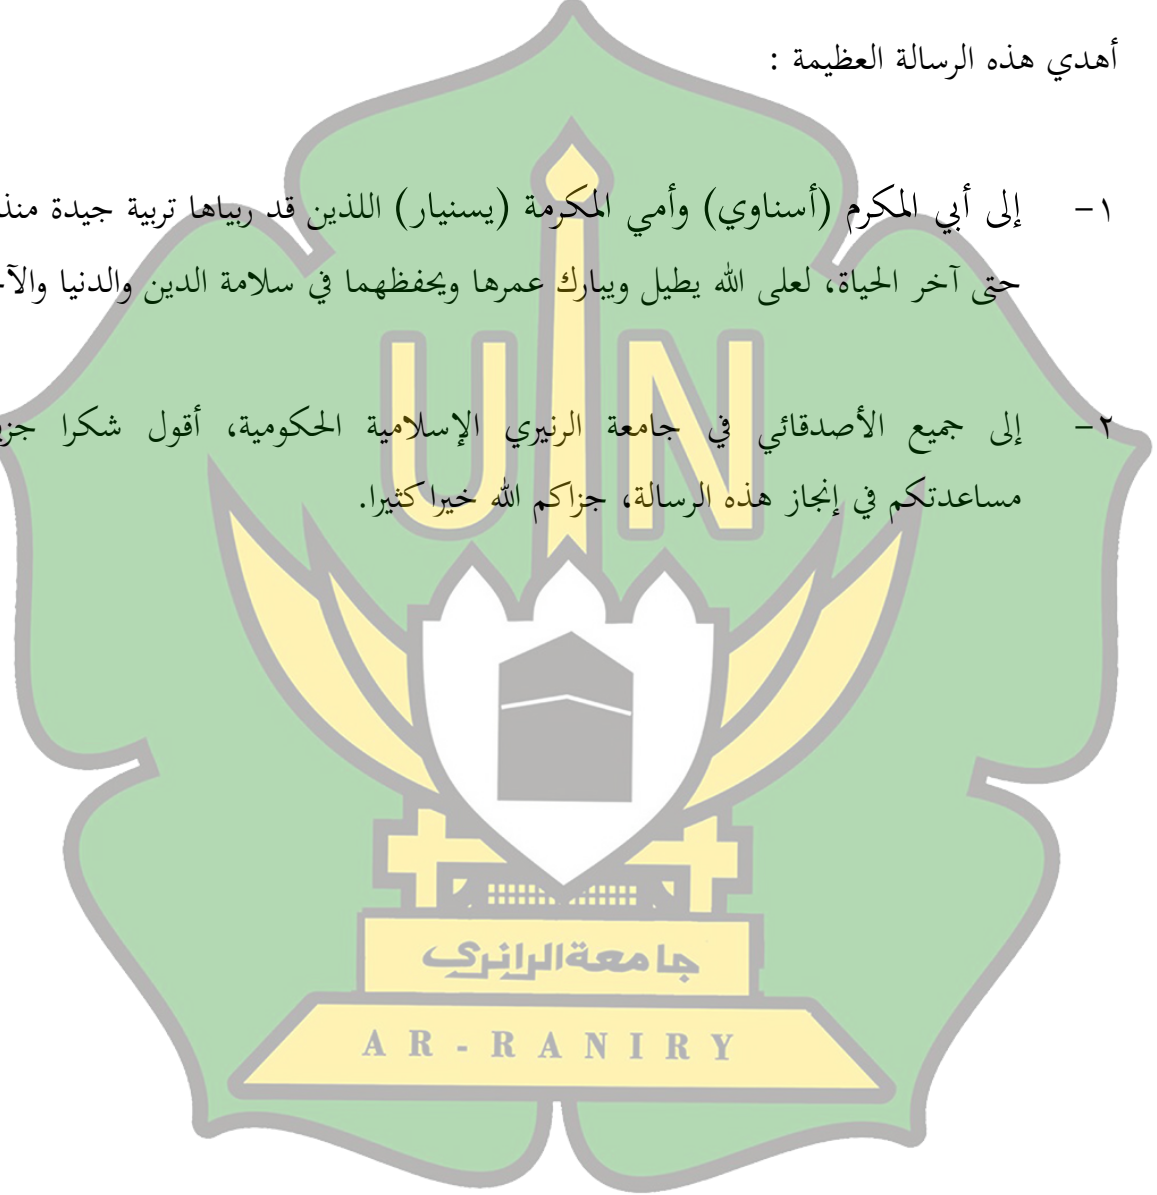 أهدي هذه الرسالة العظيمة :
١- إلى أبي المكرم (أسناوي) وأمي المكرمة (يسنيار) اللذين قد ربياها تربية جيدة منذ
حتى آخر الحياة، لعلى الله يطيل ويبارك عمرها ويحفظهما في سلامة الدين والدنيا
٢- إلى جميع الأصدقائي في جامعة الرنيري الإسلامية الحكومية، أقول شكرا
مساعدتكم في إنجاز هذه الرسالة، جزاكم الله خيرا كثيرا.
UIN
جامعة الرانري
AR-RANIRY